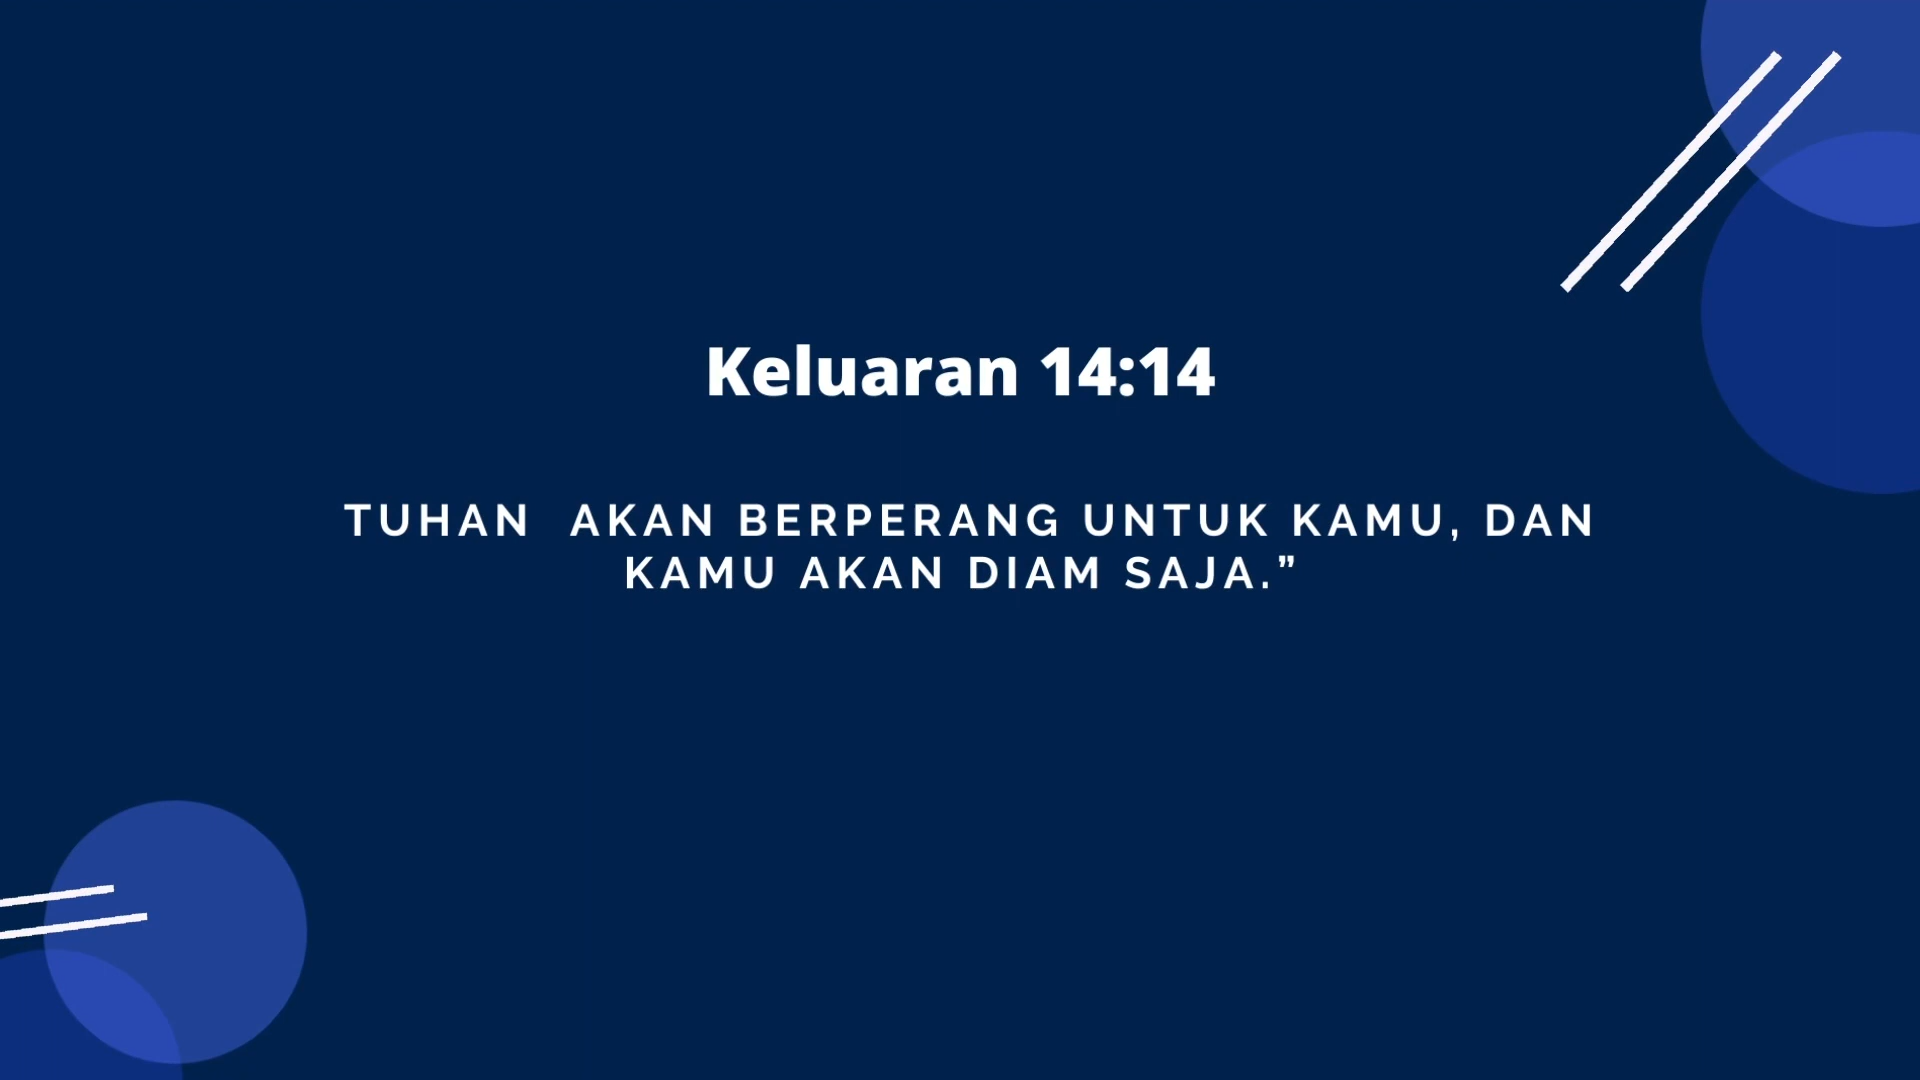 Keluaran 14:14
TUHAN AKAN BERPERANG UNTUK KAMU, DAN
KAMU AKAN DIAM SAJA.”